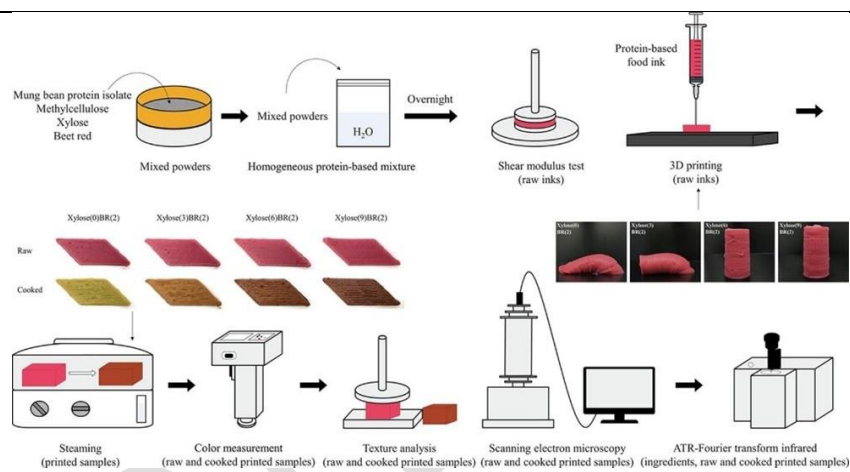 Mung bean protein isolate
Methylcellulose
Xylose
Beet red
Mixed powders
Mixed powders
H₂O
Homogeneous protein-based mixture
Overnight
Shear modulus test
(raw inks)
Protein-based
food ink
3D printing
(raw inks)
Xylose(0)BR(2)
Xylose(3)BR(2)
Xylose(6)BR(2)
Xylose(9)BR(2)
Raw
Cooked
Xylose(0)
BR(2)
Xylose(3)
BR(2)
Xylose(6)
BR(2)
Xylose(9)
BR(2)
Steaming
(printed samples)
Color measurement
(raw and cooked printed samples)
Texture analysis
(raw and cooked printed samples)
Scanning electron microscopy
(raw and cooked printed samples)
ATR-Fourier transform infrared
(ingredients, raw and cooked printed samples)